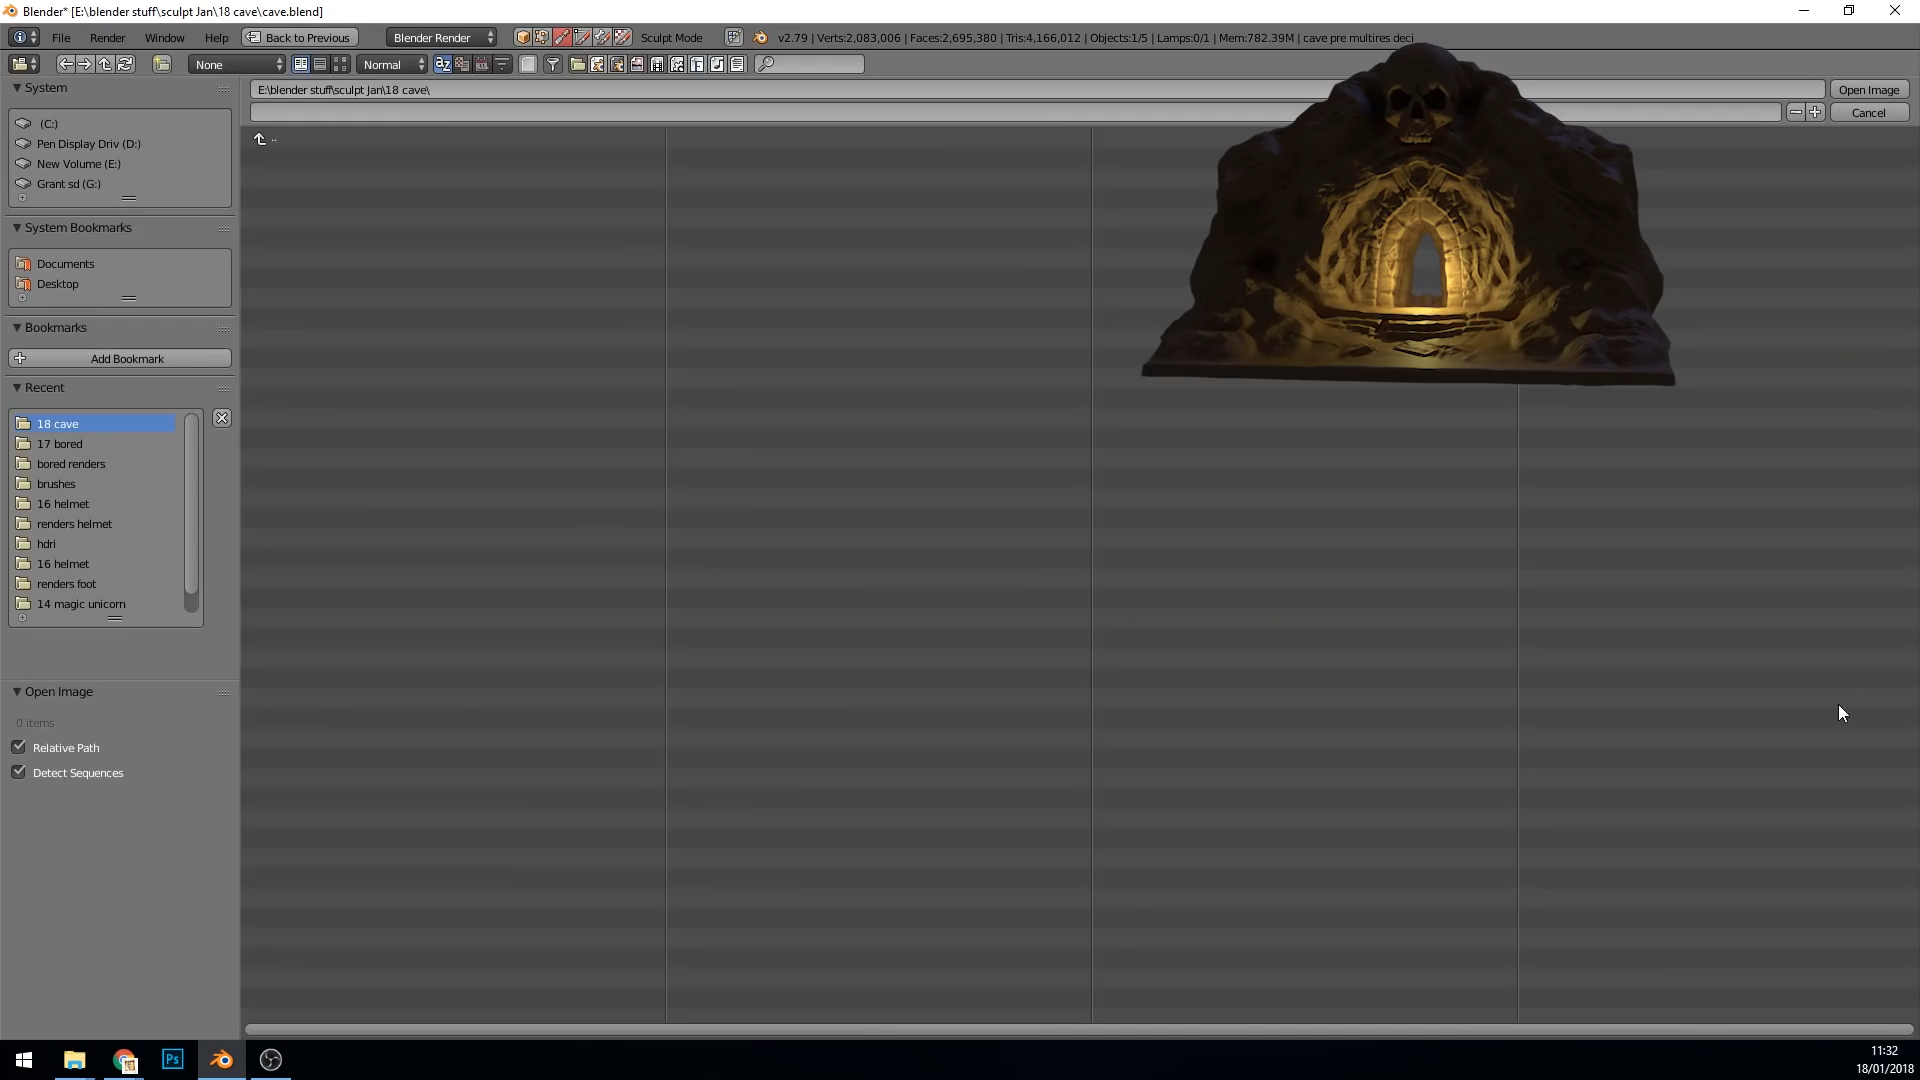 Blender* [E:\blender stuff\sculpt Jan\18 cave\cave.blend]
File Render Window Help Back to Previous Blender Render Sculpt Mode v2.79 | Verts:2,083,006 | Faces:2,695,380 | Tris:4,166,012 | Objects:1/5 | Lamps:0/1 | Mem:782.39M | cave pre multires deci
None Normal
System
(C:)
Pen Display Driv (D:)
New Volume (E:)
Grant sd (G:)
System Bookmarks
Documents
Desktop
Bookmarks
Add Bookmark
Recent
18 cave
17 bored
bored renders
brushes
16 helmet
renders helmet
hdri
16 helmet
renders foot
14 magic unicorn
Open Image
0 items
Relative Path
Detect Sequences
E:\blender stuff\sculpt Jan\18 cave\
Open Image
Cancel
..
Ps
11:32
18/01/2018